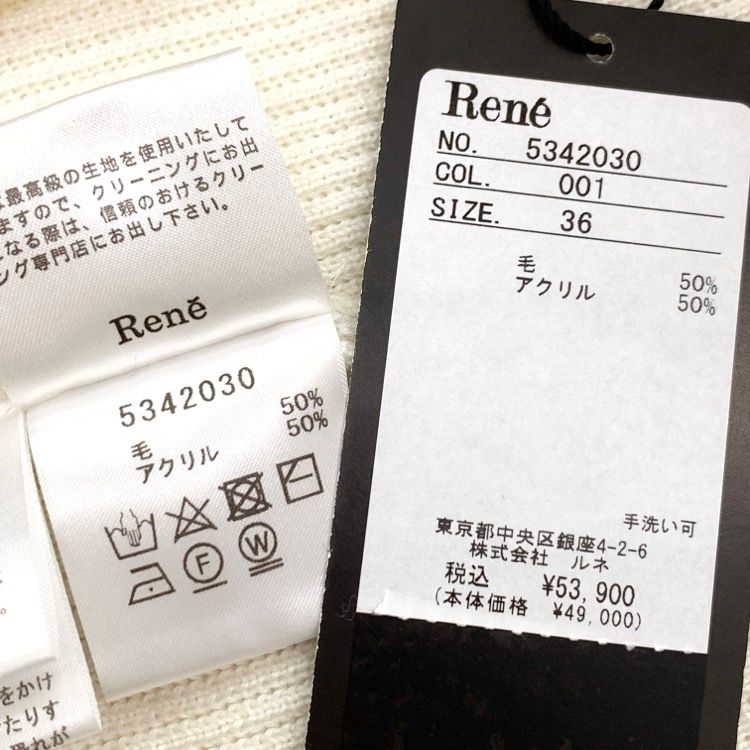 最高級の生地を使用いたして
ますので、クリーニングにお出
なる際は、信頼のおけるクリー
ング専門店にお出し下さい。
René
5342030
毛 50%
アクリル 50%
F
W
をかけ
たりす
René
NO. 5342030
COL. 001
SIZE. 36
毛 50%
アクリル 50%
手洗い可
東京都中央区銀座4-2-6
株式会社 ルネ
税込 ¥53,900
(本体価格 ¥49,000)